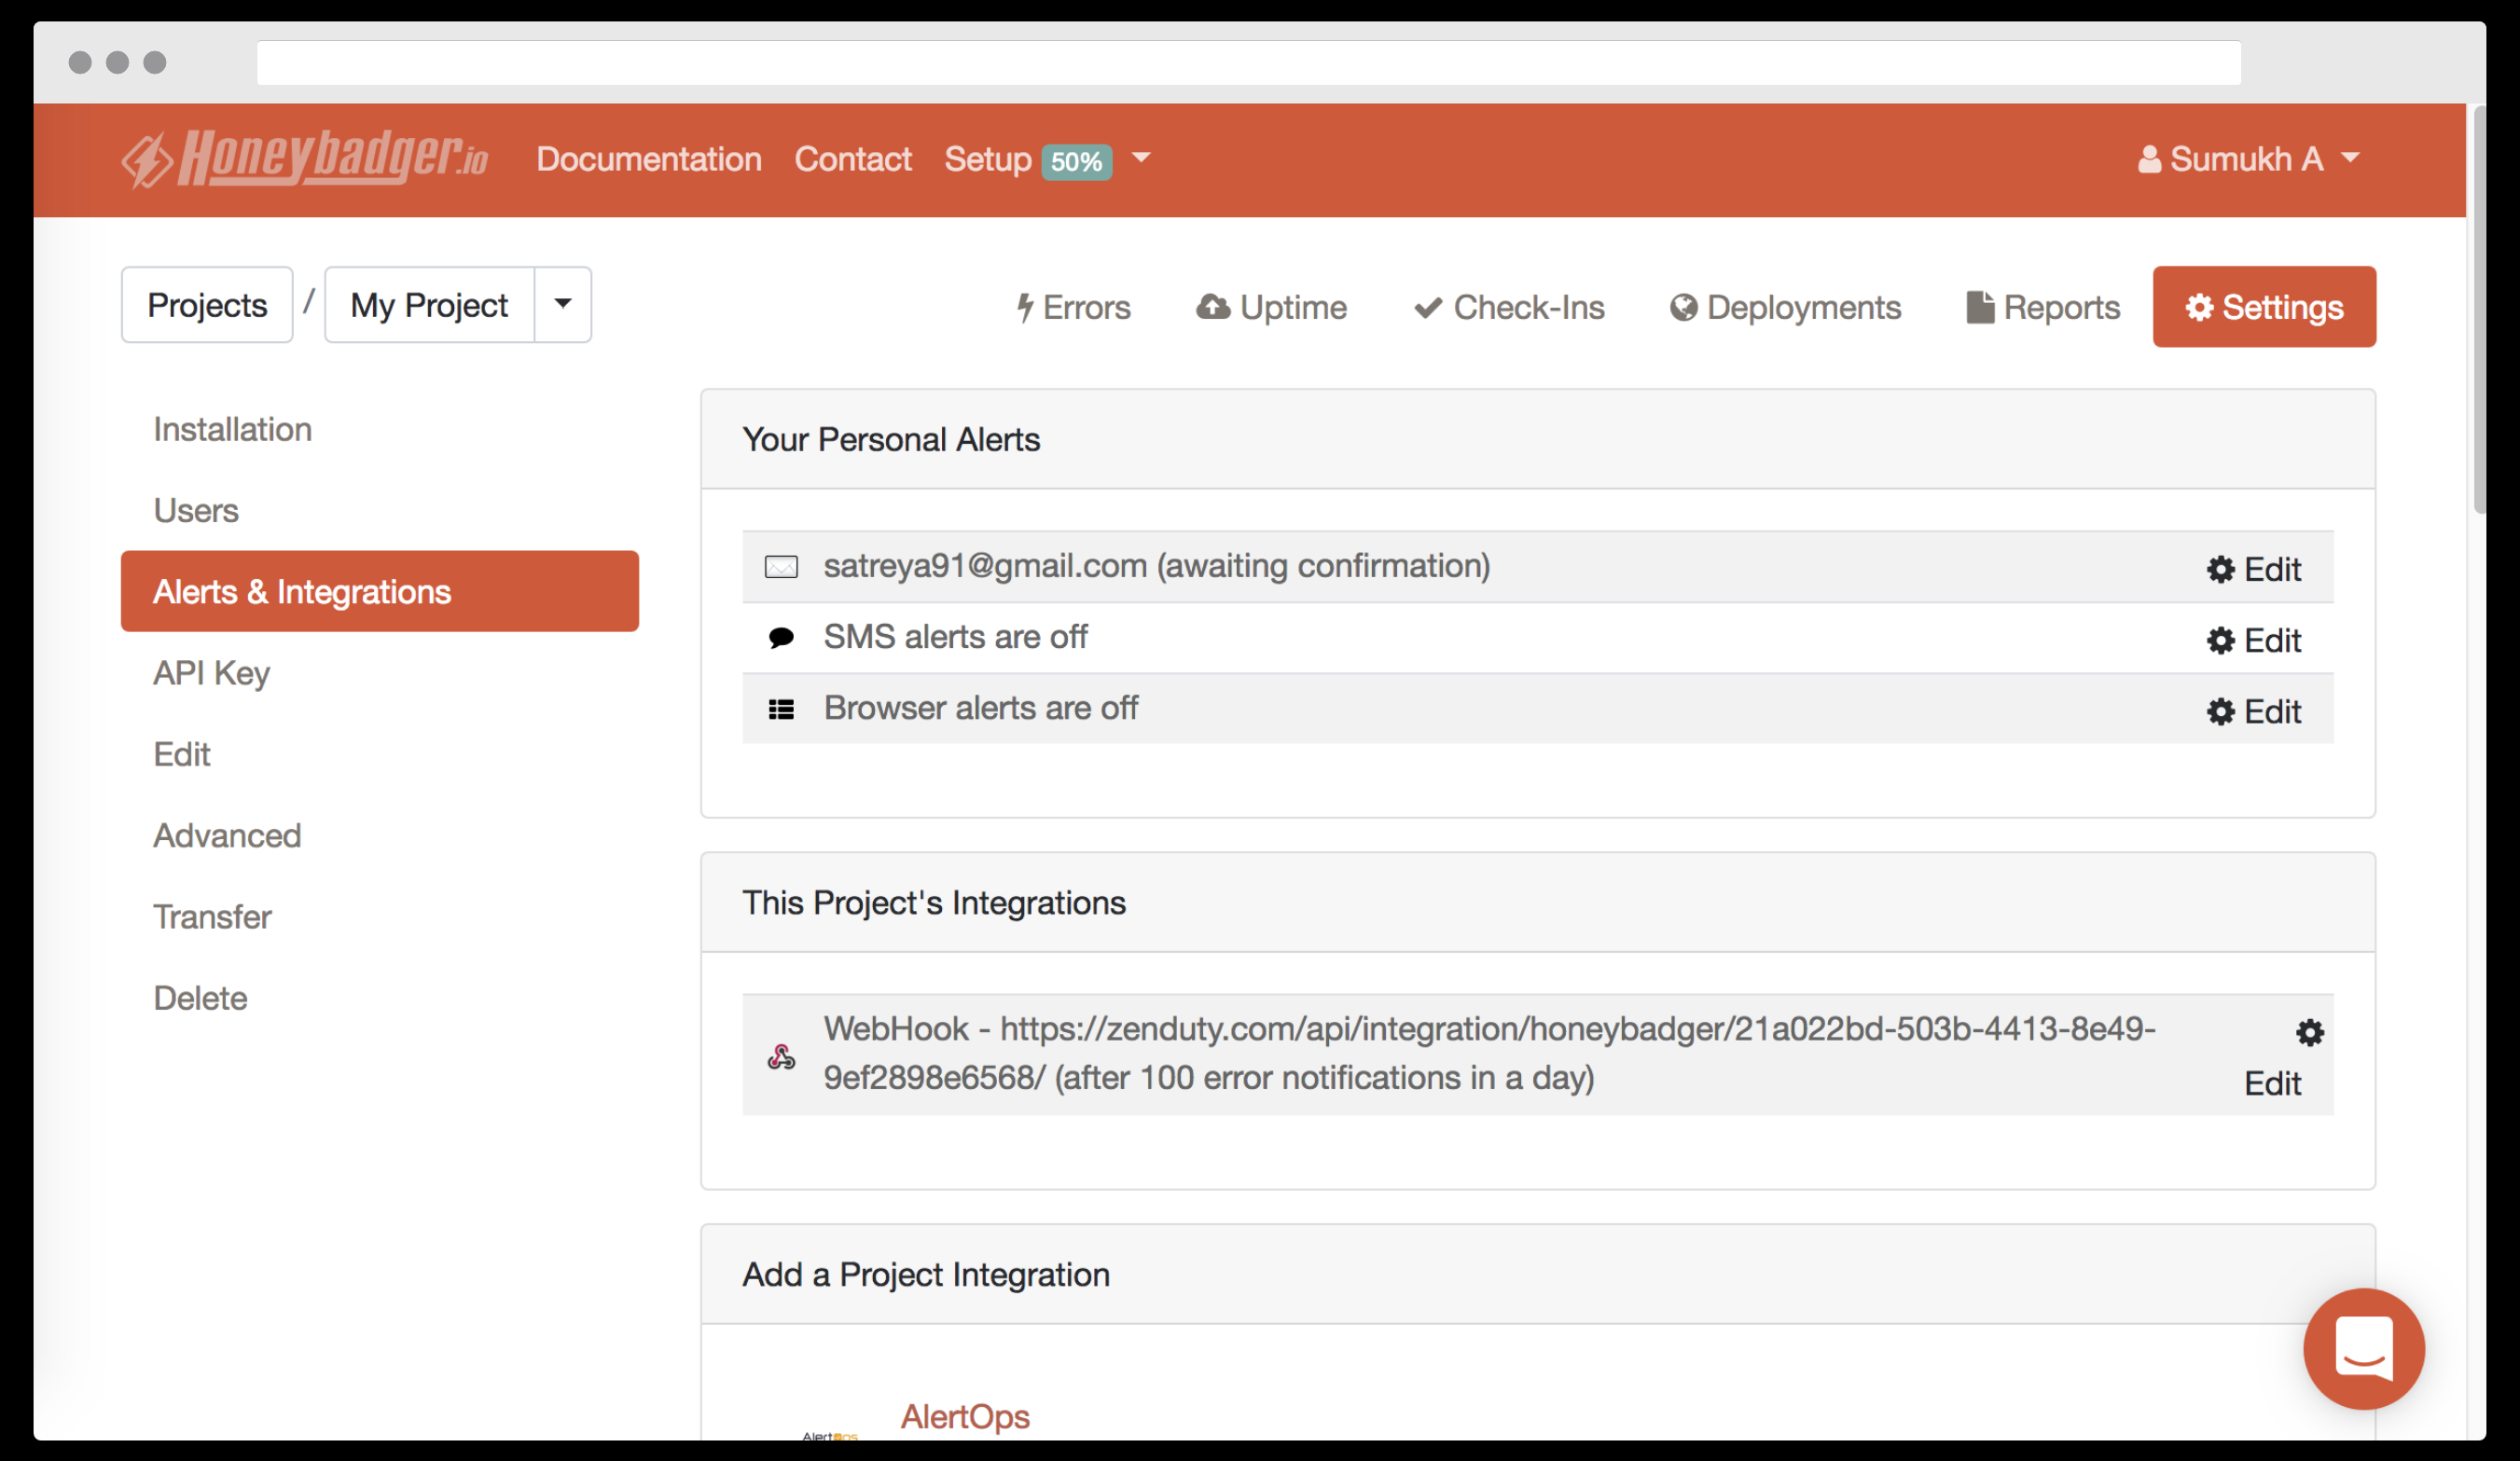 Honeybadger.io Documentation Contact Setup 50% Sumukh A
Projects / My Project Errors Uptime Check-Ins Deployments Reports Settings
Installation
Users
Alerts & Integrations
API Key
Edit
Advanced
Transfer
Delete
Your Personal Alerts
satreya91@gmail.com (awaiting confirmation) Edit
SMS alerts are off Edit
Browser alerts are off Edit
This Project's Integrations
WebHook - https://zenduty.com/api/integration/honeybadger/21a022bd-503b-4413-8e49-
9ef2898e6568/ (after 100 error notifications in a day) Edit
Add a Project Integration
AlertOps
AlertOps